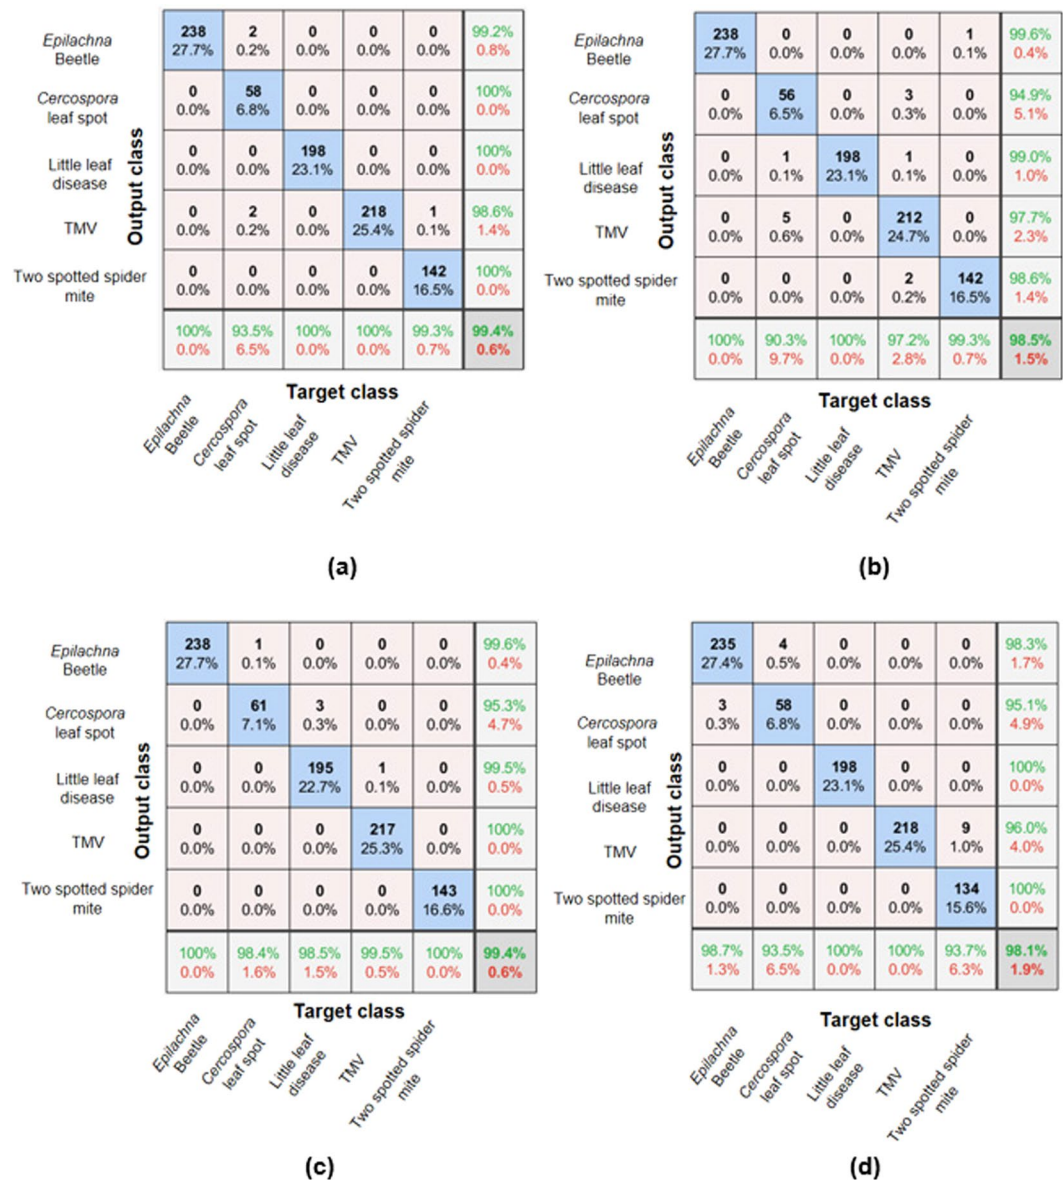 Output class
Epilachna
Beetle
238 2 0 0 0 99.2%
27.7% 0.2% 0.0% 0.0% 0.0% 0.8%
Cercospora
leaf spot
0 58 0 0 0 100%
0.0% 6.8% 0.0% 0.0% 0.0% 0.0%
Little leaf
disease
0 0 198 0 0 100%
0.0% 0.0% 23.1% 0.0% 0.0% 0.0%
TMV
0 2 0 218 1 98.6%
0.0% 0.2% 0.0% 25.4% 0.1% 1.4%
Two spotted spider
mite
0 0 0 0 142 100%
0.0% 0.0% 0.0% 0.0% 16.5% 0.0%
100% 93.5% 100% 100% 99.3% 99.4%
0.0% 6.5% 0.0% 0.0% 0.7% 0.6%
Target class
Epilachna
Beetle
Cercospora
leaf spot
Little leaf
disease
TMV
Two spotted spider
mite
(a)
Output class
Epilachna
Beetle
238 0 0 0 1 99.6%
27.7% 0.0% 0.0% 0.0% 0.1% 0.4%
Cercospora
leaf spot
0 56 0 3 0 94.9%
0.0% 6.5% 0.0% 0.3% 0.0% 5.1%
Little leaf
disease
0 1 198 1 0 99.0%
0.0% 0.1% 23.1% 0.1% 0.0% 1.0%
TMV
0 5 0 212 0 97.7%
0.0% 0.6% 0.0% 24.7% 0.0% 2.3%
Two spotted spider
mite
0 0 0 2 142 98.6%
0.0% 0.0% 0.0% 0.2% 16.5% 1.4%
100% 90.3% 100% 97.2% 99.3% 98.5%
0.0% 9.7% 0.0% 2.8% 0.7% 1.5%
Target class
Epilachna
Beetle
Cercospora
leaf spot
Little leaf
disease
TMV
Two spotted spider
mite
(b)
Output class
Epilachna
Beetle
238 1 0 0 0 99.6%
27.7% 0.1% 0.0% 0.0% 0.0% 0.4%
Cercospora
leaf spot
0 61 3 0 0 95.3%
0.0% 7.1% 0.3% 0.0% 0.0% 4.7%
Little leaf
disease
0 0 195 1 0 99.5%
0.0% 0.0% 22.7% 0.1% 0.0% 0.5%
TMV
0 0 0 217 0 100%
0.0% 0.0% 0.0% 25.3% 0.0% 0.0%
Two spotted spider
mite
0 0 0 0 143 100%
0.0% 0.0% 0.0% 0.0% 16.6% 0.0%
100% 98.4% 98.5% 99.5% 100% 99.4%
0.0% 1.6% 1.5% 0.5% 0.0% 0.6%
Target class
Epilachna
Beetle
Cercospora
leaf spot
Little leaf
disease
TMV
Two spotted spider
mite
(c)
Output class
Epilachna
Beetle
235 4 0 0 0 98.3%
27.4% 0.5% 0.0% 0.0% 0.0% 1.7%
Cercospora
leaf spot
3 58 0 0 0 95.1%
0.3% 6.8% 0.0% 0.0% 0.0% 4.9%
Little leaf
disease
0 0 198 0 0 100%
0.0% 0.0% 23.1% 0.0% 0.0% 0.0%
TMV
0 0 0 218 9 96.0%
0.0% 0.0% 0.0% 25.4% 1.0% 4.0%
Two spotted spider
mite
0 0 0 0 134 100%
0.0% 0.0% 0.0% 0.0% 15.6% 0.0%
98.7% 93.5% 100% 100% 93.7% 98.1%
1.3% 6.5% 0.0% 0.0% 6.3% 1.9%
Target class
Epilachna
Beetle
Cercospora
leaf spot
Little leaf
disease
TMV
Two spotted spider
mite
(d)